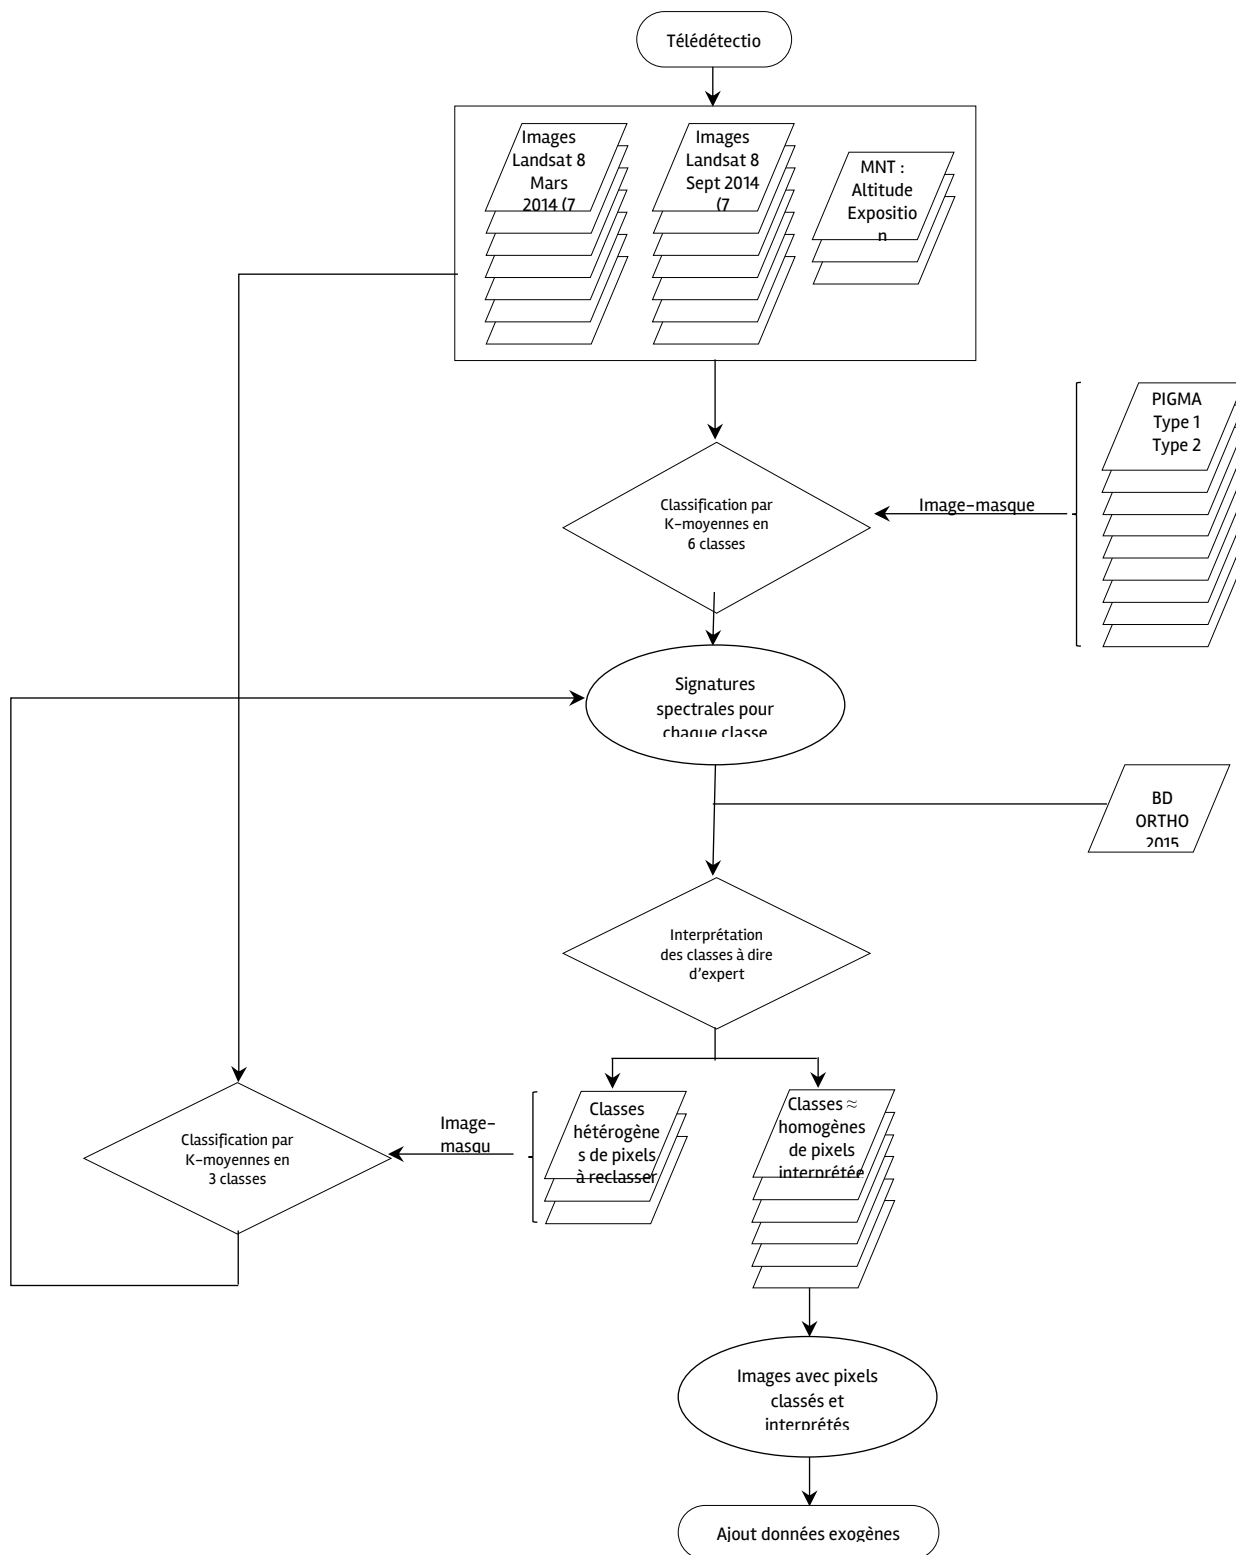 Télédétectio
Images
Landsat 8
Mars
2014 (7
Images
Landsat 8
Sept 2014
(7
MNT :
Altitude
Expositio
n
PIGMA
Type 1
Type 2
Classification par
K-moyennes en
6 classes
Image-masque
Signatures
spectrales pour
chaque classe
BD
ORTHO
2015
Interprétation
des classes à dire
d'expert
Classes
hétérogène
s de pixels
à reclasser
Classes ≈
homogènes
de pixels
interprétée
Image-
masqu
Classification par
K-moyennes en
3 classes
Images avec pixels
classés et
interprétés
Ajout données exogènes